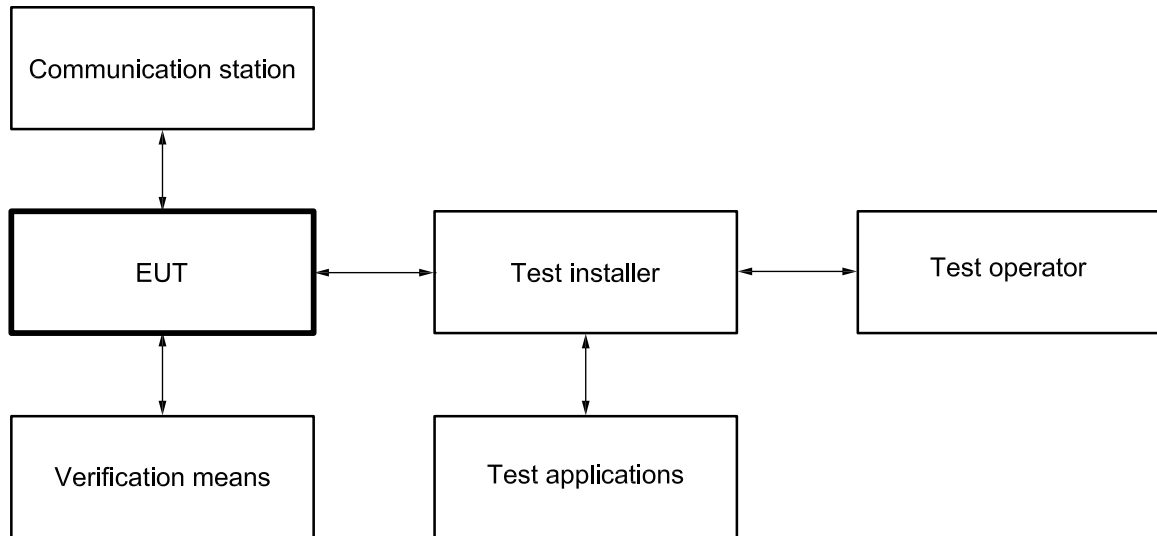 Communication station
EUT
Test installer
Test operator
Verification means
Test applications